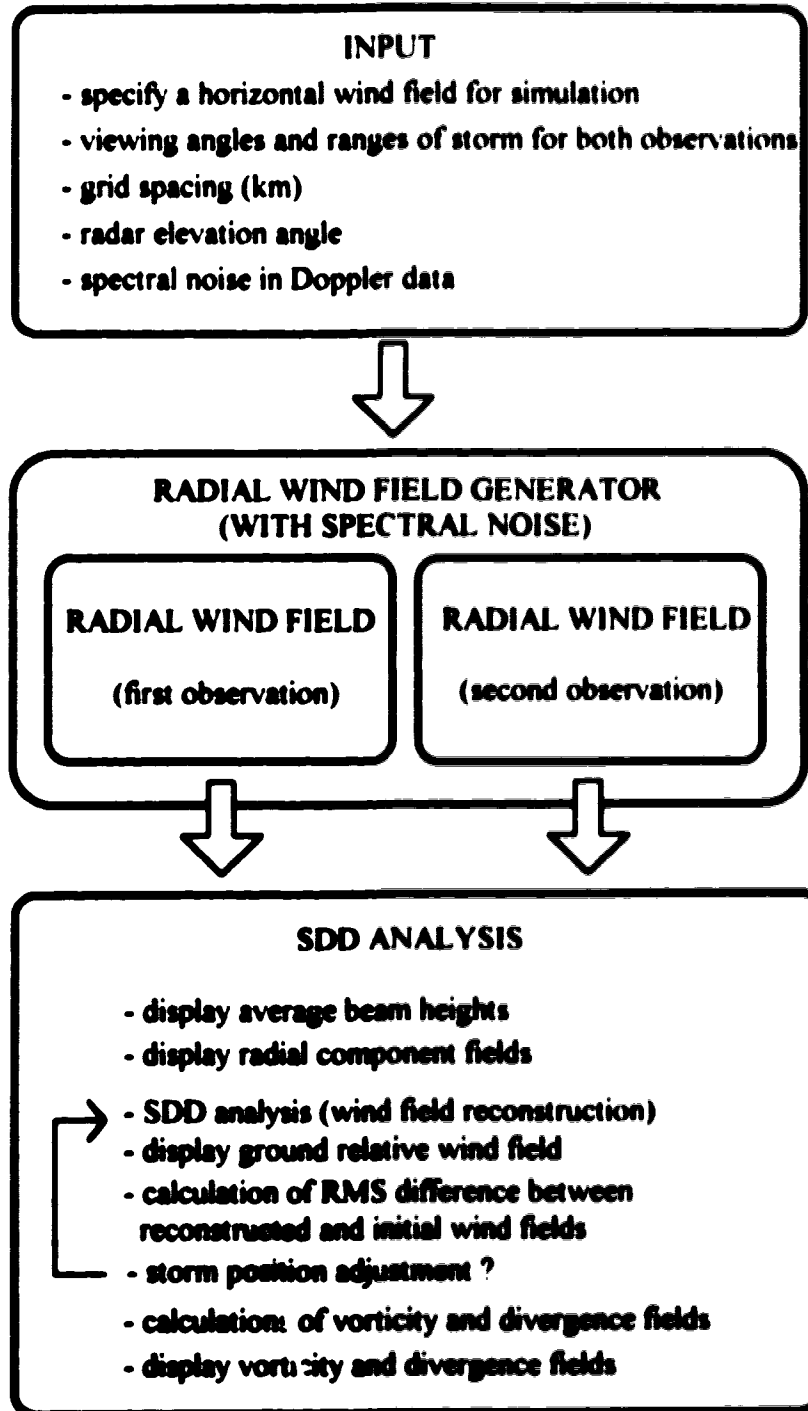 INPUT
- specify a horizontal wind field for simulation
- viewing angles and ranges of storm for both observations
- grid spacing (km)
- radar elevation angle
- spectral noise in Doppler data
RADIAL WIND FIELD GENERATOR
(WITH SPECTRAL NOISE)
RADIAL WIND FIELD
(first observation)
RADIAL WIND FIELD
(second observation)
SDD ANALYSIS
- display average beam heights
- display radial component fields
- SDD analysis (wind field reconstruction)
- display ground relative wind field
- calculation of RMS difference between
reconstructed and initial wind fields
- storm position adjustment ?
- calculations of vorticity and divergence fields
- display vorticity and divergence fields